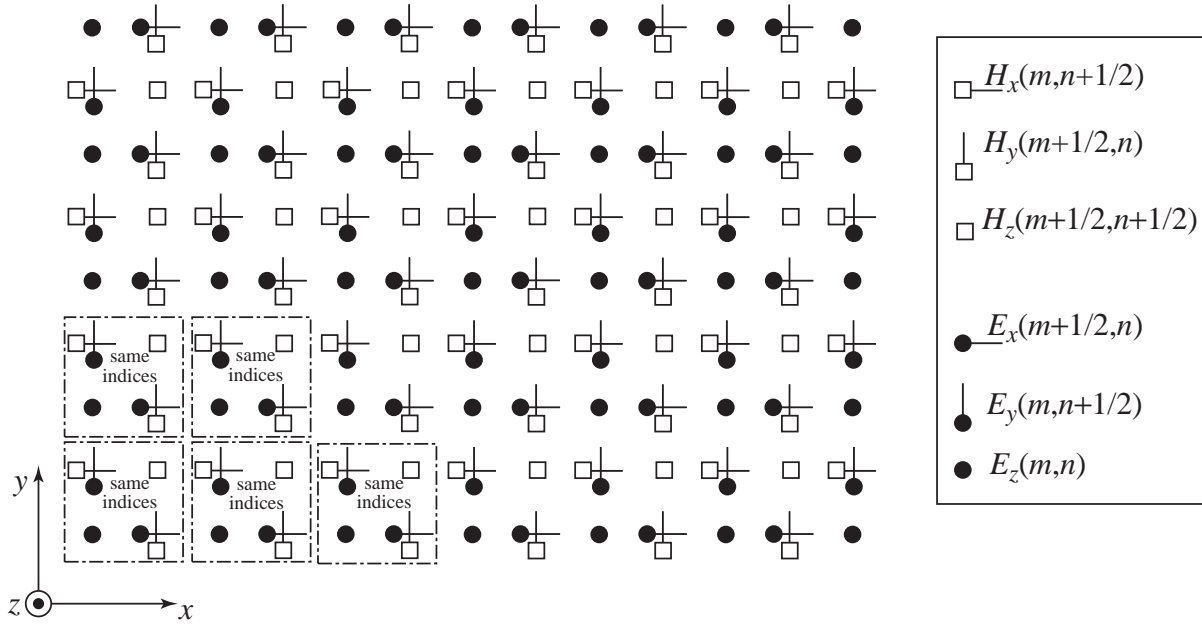 H_x(m,n+1/2)
H_y(m+1/2,n)
H_z(m+1/2,n+1/2)
E_x(m+1/2,n)
E_y(m,n+1/2)
E_z(m,n)
same
indices
same
indices
same
indices
same
indices
same
indices
y
z
x